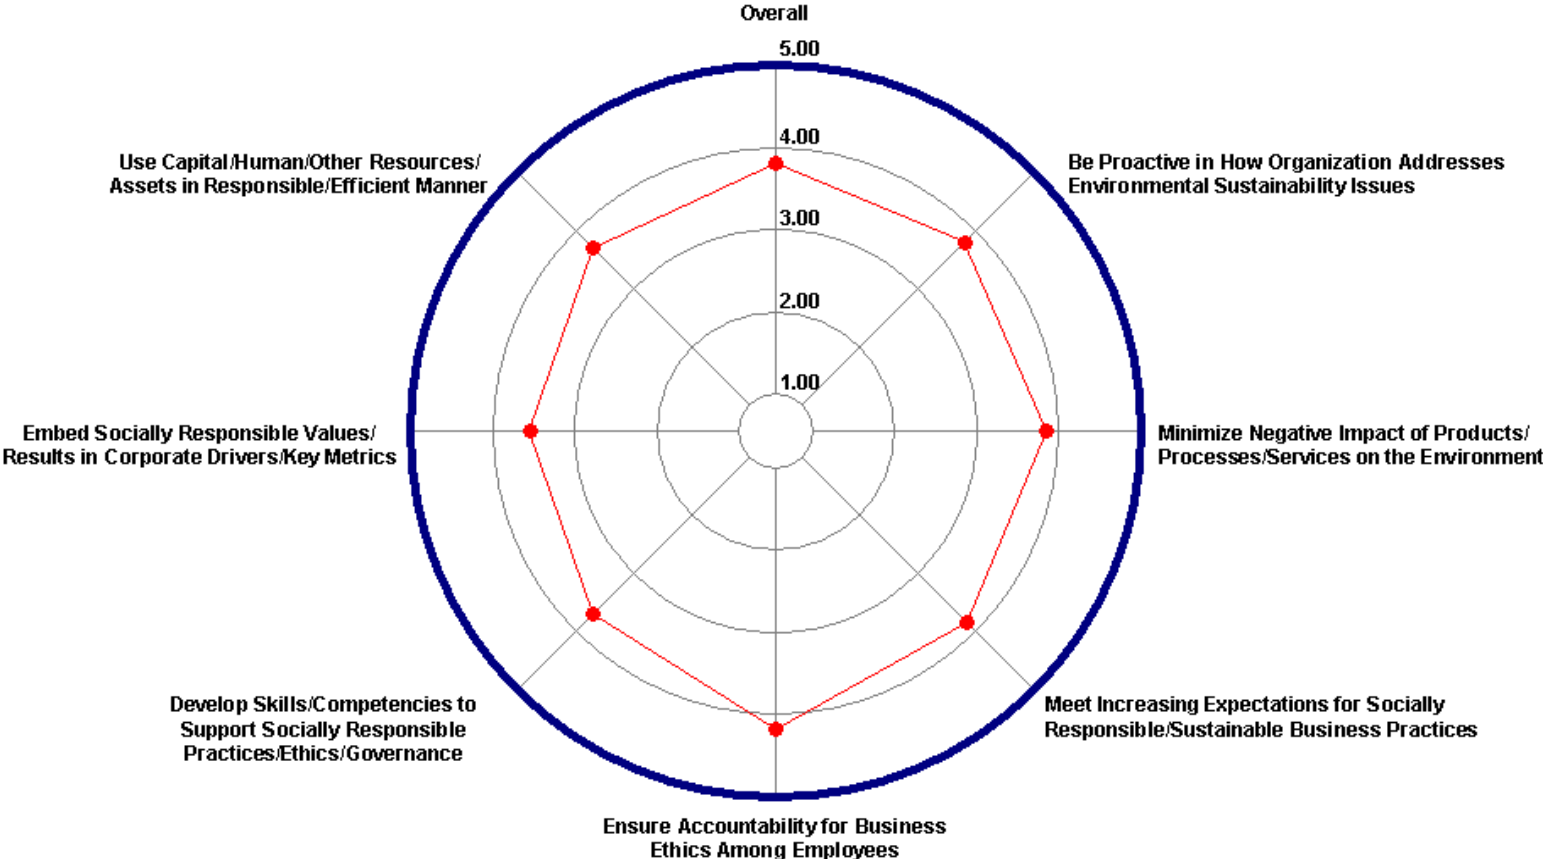 Overall
5.00
4.00
3.00
2.00
1.00
Be Proactive in How Organization Addresses
Environmental Sustainability Issues
Minimize Negative Impact of Products/
Processes/Services on the Environment
Meet Increasing Expectations for Socially
Responsible/Sustainable Business Practices
Ensure Accountability for Business
Ethics Among Employees
Develop Skills/Competencies to
Support Socially Responsible
Practices/Ethics/Governance
Embed Socially Responsible Values/
Results in Corporate Drivers/Key Metrics
Use Capital/Human/Other Resources/
Assets in Responsible/Efficient Manner